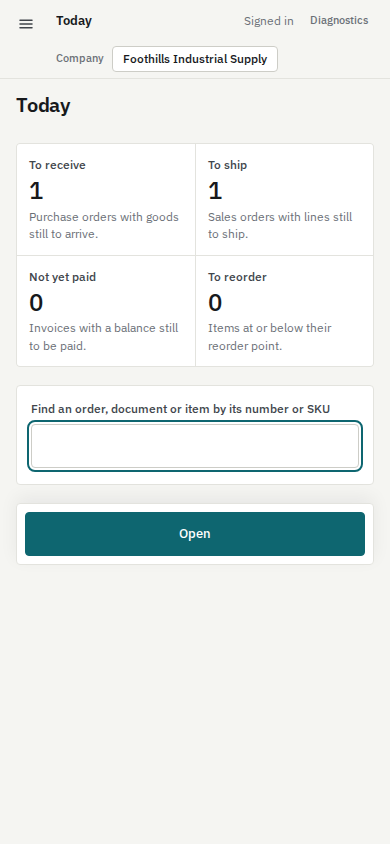 Today
Signed in
Diagnostics
Company
Foothills Industrial Supply
Today
To receive
1
Purchase orders with goods
still to arrive.
To ship
1
Sales orders with lines still
to ship.
Not yet paid
0
Invoices with a balance still
to be paid.
To reorder
0
Items at or below their
reorder point.
Find an order, document or item by its number or SKU
Open